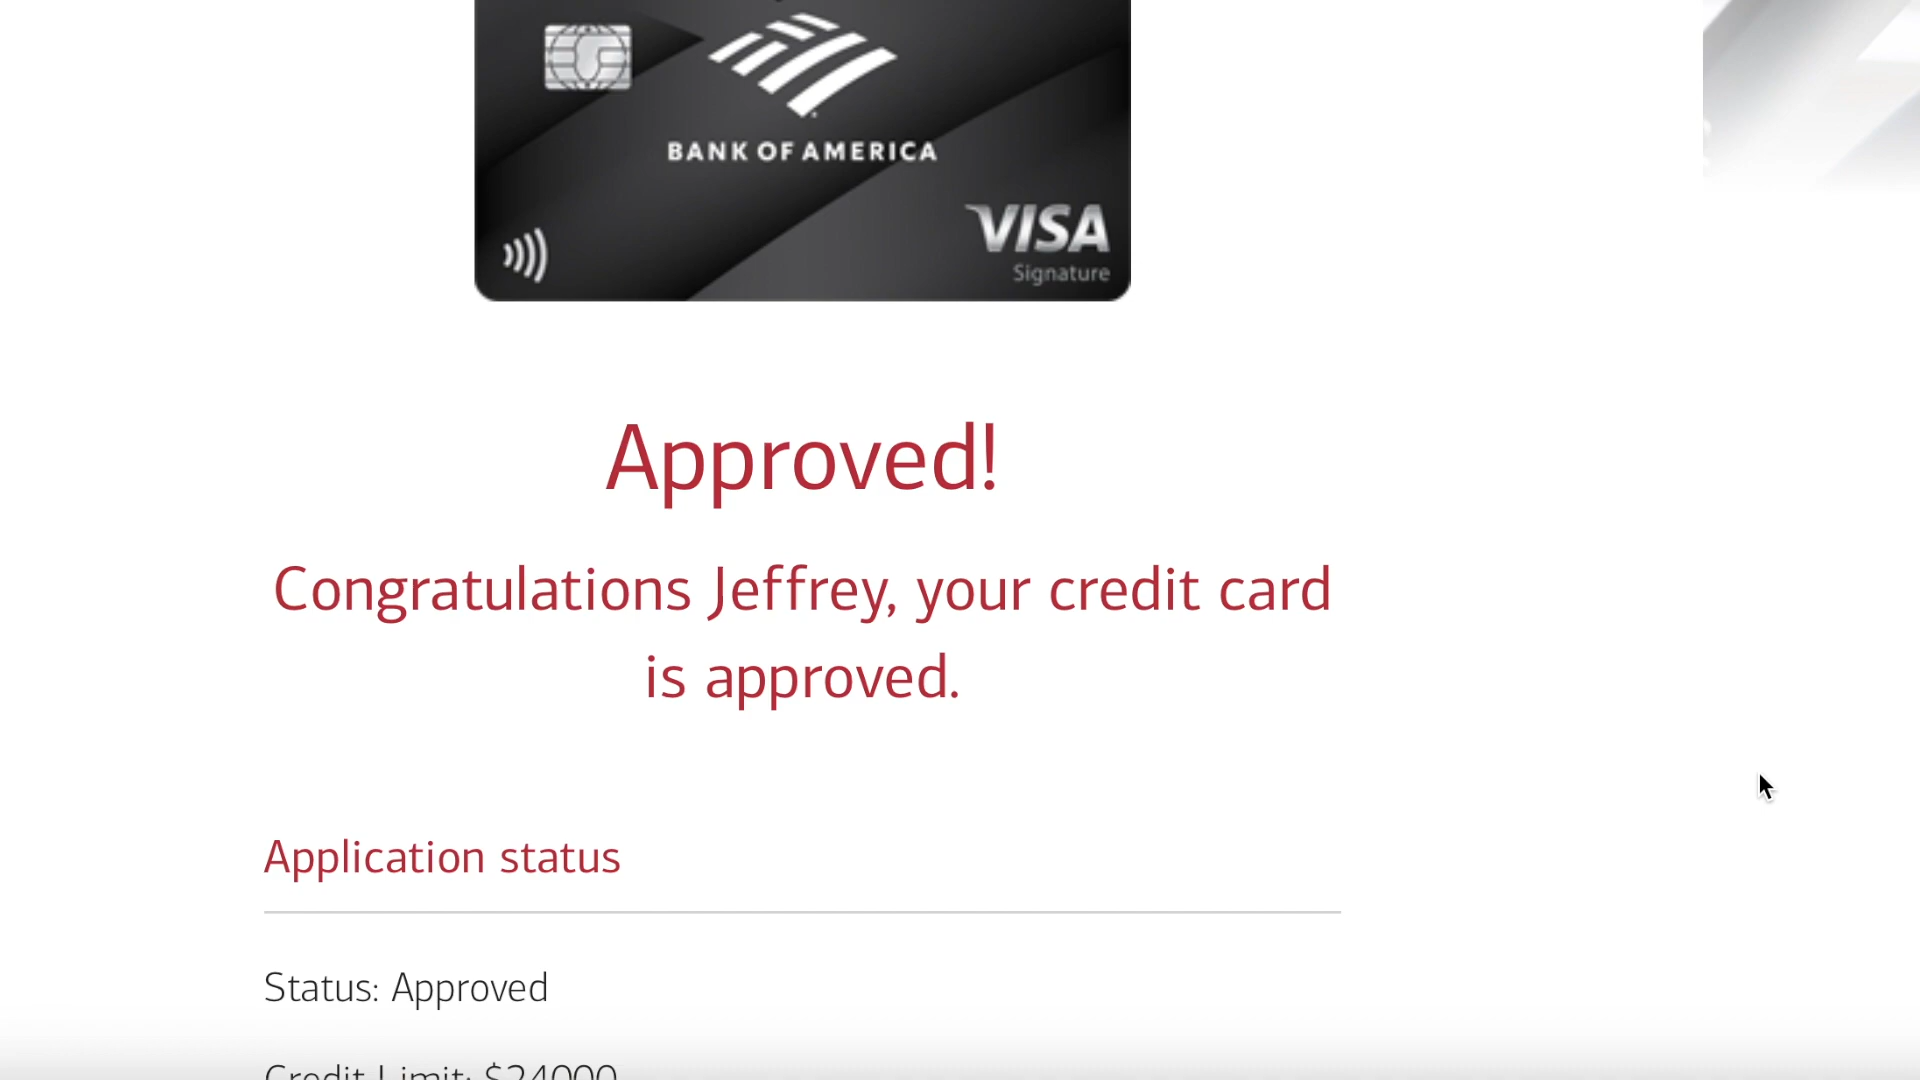 BANK OF AMERICA
VISA
Signature
Approved!
Congratulations Jeffrey, your credit card
is approved.
Application status
Status: Approved
Credit Limit: $24000